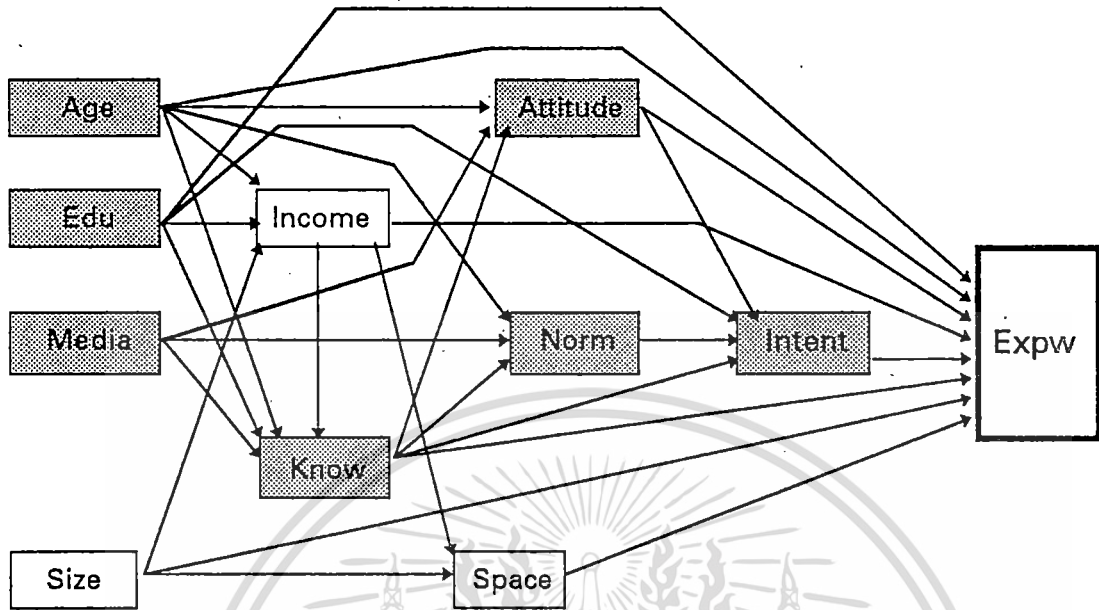 Age
Attitude
Edu
Income
Media
Norm
Intent
Expw
Know
Size
Space